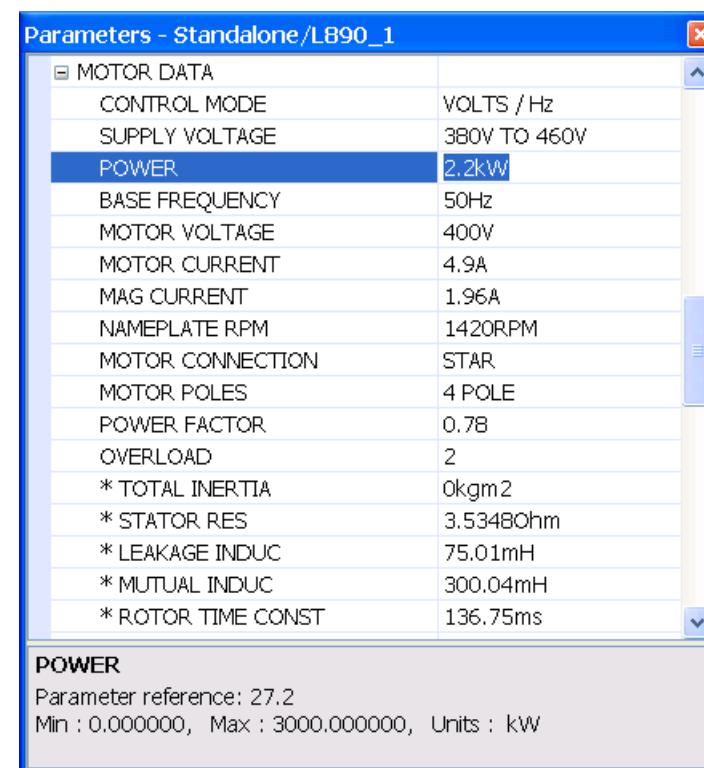 Parameters - Standalone/L890_1
MOTOR DATA
CONTROL MODE VOLTS / Hz
SUPPLY VOLTAGE 380V TO 460V
POWER 2.2kW
BASE FREQUENCY 50Hz
MOTOR VOLTAGE 400V
MOTOR CURRENT 4.9A
MAG CURRENT 1.96A
NAMEPLATE RPM 1420RPM
MOTOR CONNECTION STAR
MOTOR POLES 4 POLE
POWER FACTOR 0.78
OVERLOAD 2
* TOTAL INERTIA 0kgm2
* STATOR RES 3.5348Ohm
* LEAKAGE INDUC 75.01mH
* MUTUAL INDUC 300.04mH
* ROTOR TIME CONST 136.75ms
POWER
Parameter reference: 27.2
Min : 0.000000, Max : 3000.000000, Units : kW